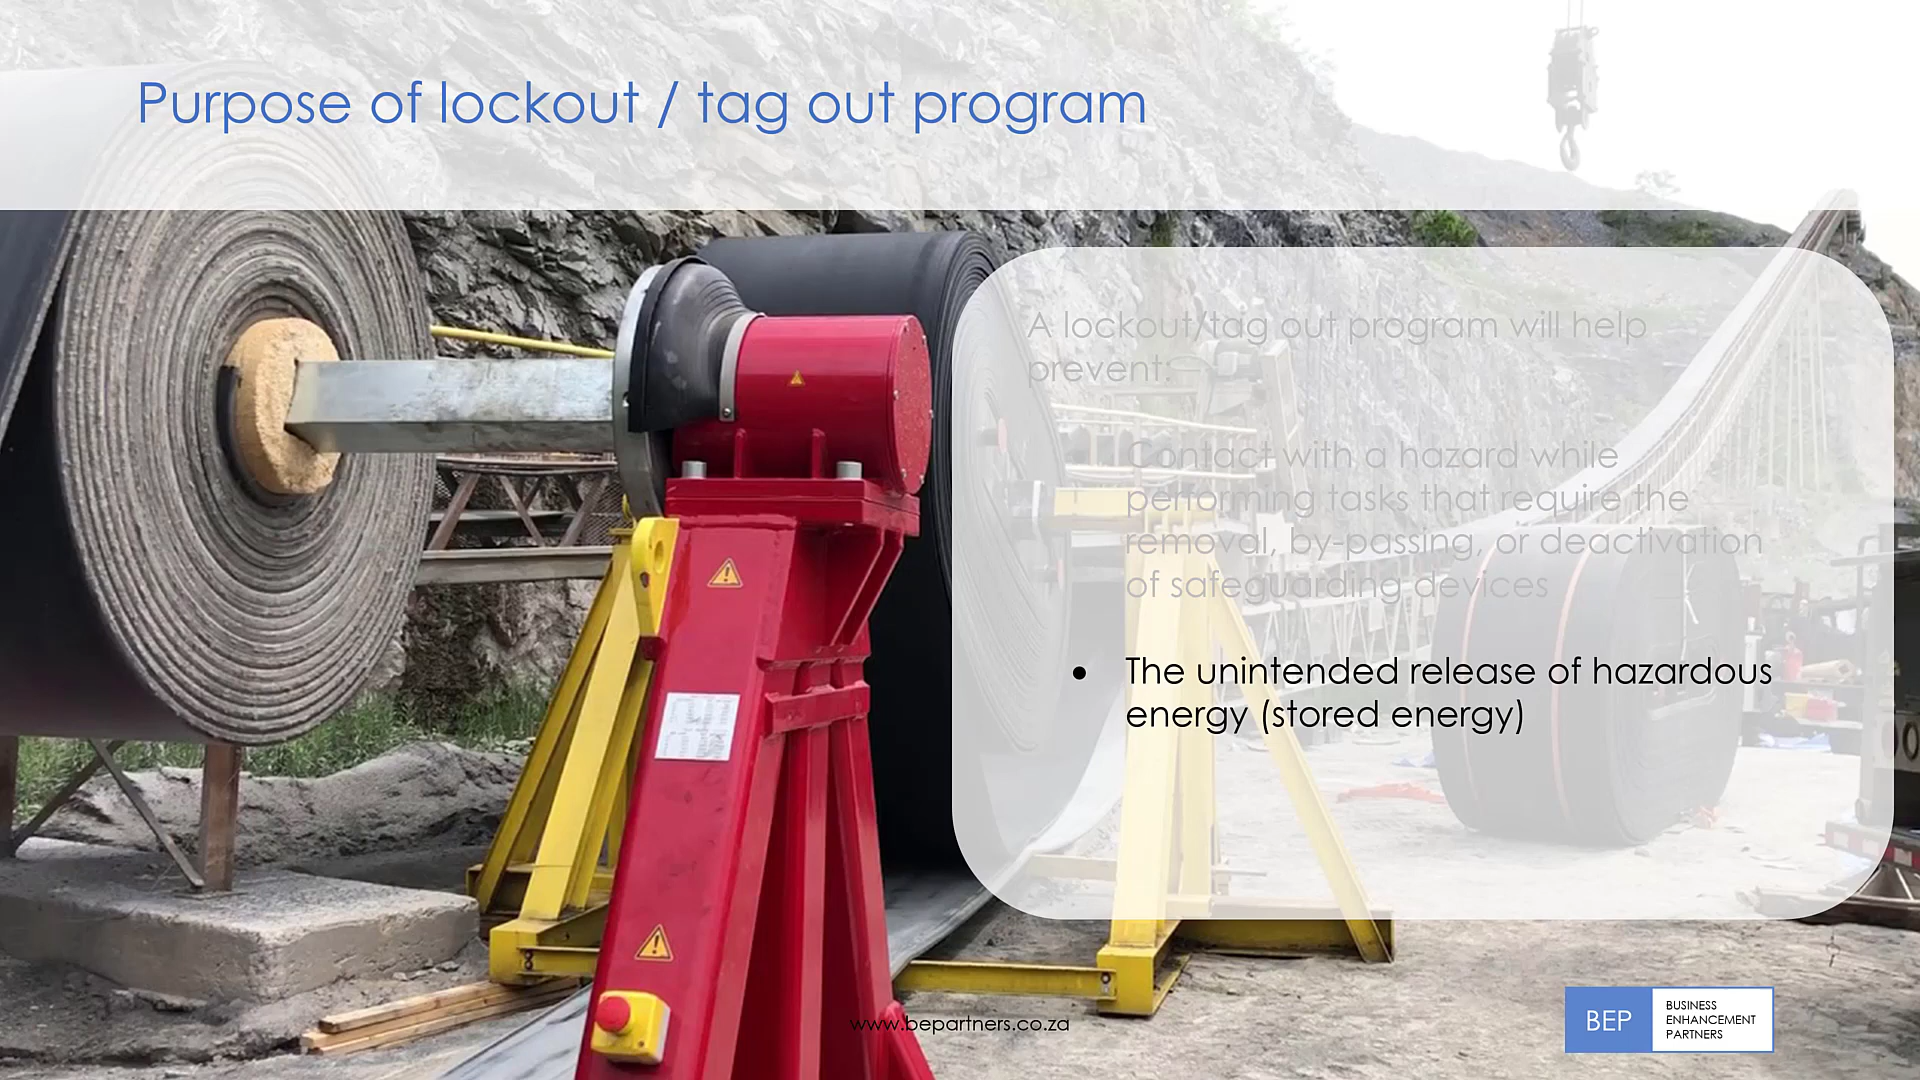 Purpose of lockout / tag out program
A lockout/tag out program will help
prevent:
Contact with a hazard while
performing tasks that require the
removal, by-passing, or deactivation
of safeguarding devices
• The unintended release of hazardous
energy (stored energy)
www.bepartners.co.za
BEP
BUSINESS
ENHANCEMENT
PARTNERS